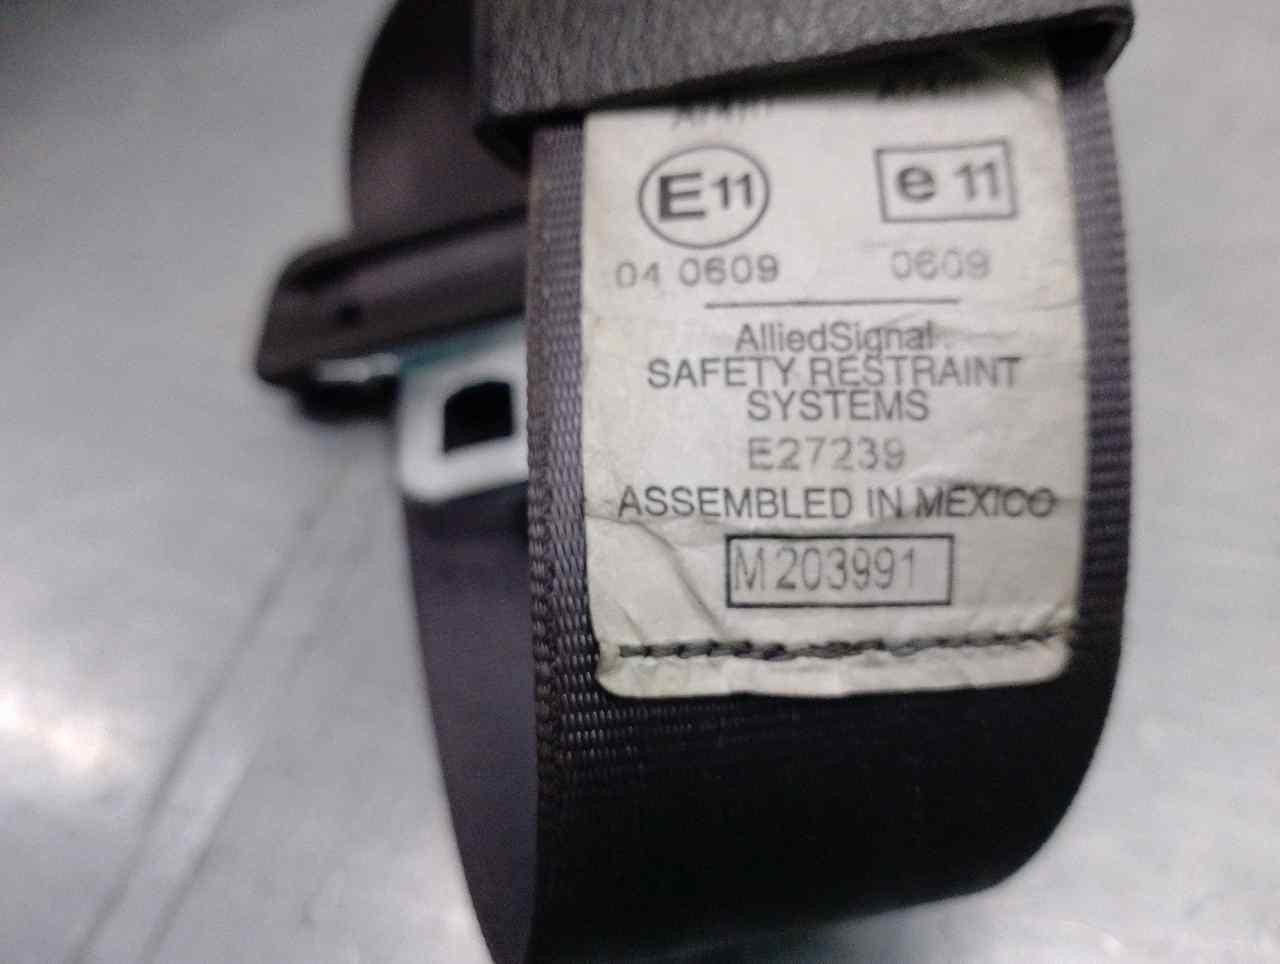 E11 e 11
04 0609 0609
AlliedSignal
SAFETY RESTRAINT
SYSTEMS
E27239
ASSEMBLED IN MEXICO
M203991